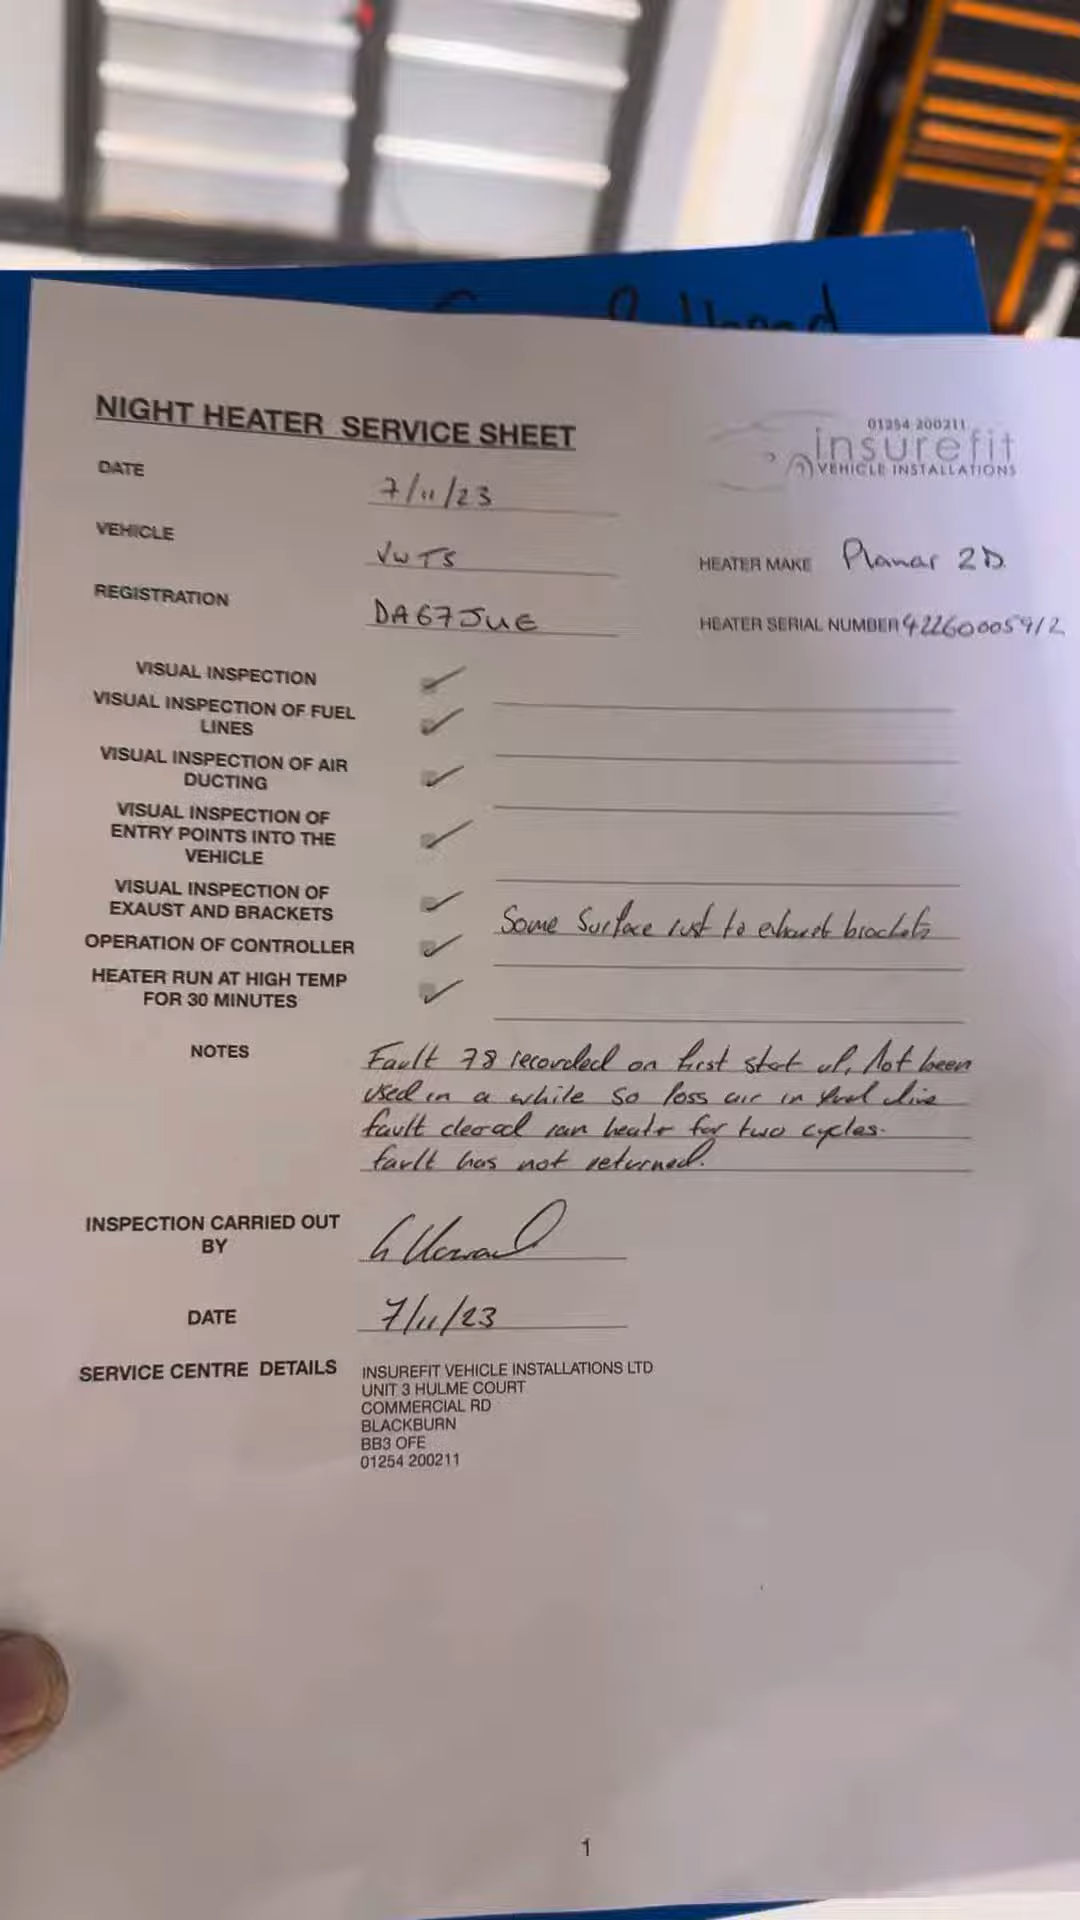 NIGHT HEATER SERVICE SHEET
01254 200211
insurefit
VEHICLE INSTALLATIONS
DATE 7/11/23
VEHICLE VW T5
HEATER MAKE Planar 2D
REGISTRATION DA67JUE
HEATER SERIAL NUMBER 42260005912
VISUAL INSPECTION
VISUAL INSPECTION OF FUEL
LINES
VISUAL INSPECTION OF AIR
DUCTING
VISUAL INSPECTION OF
ENTRY POINTS INTO THE
VEHICLE
VISUAL INSPECTION OF
EXAUST AND BRACKETS
Some Surface rust to exhaust brackets
OPERATION OF CONTROLLER
HEATER RUN AT HIGH TEMP
FOR 30 MINUTES
NOTES Fault 78 recorded on first start up, Not been
used in a while so loss air in fuel line
fault cleared ran heater for two cycles.
fault has not returned.
INSPECTION CARRIED OUT
BY
DATE 7/11/23
SERVICE CENTRE DETAILS INSUREFIT VEHICLE INSTALLATIONS LTD
UNIT 3 HULME COURT
COMMERCIAL RD
BLACKBURN
BB3 OFE
01254 200211
1